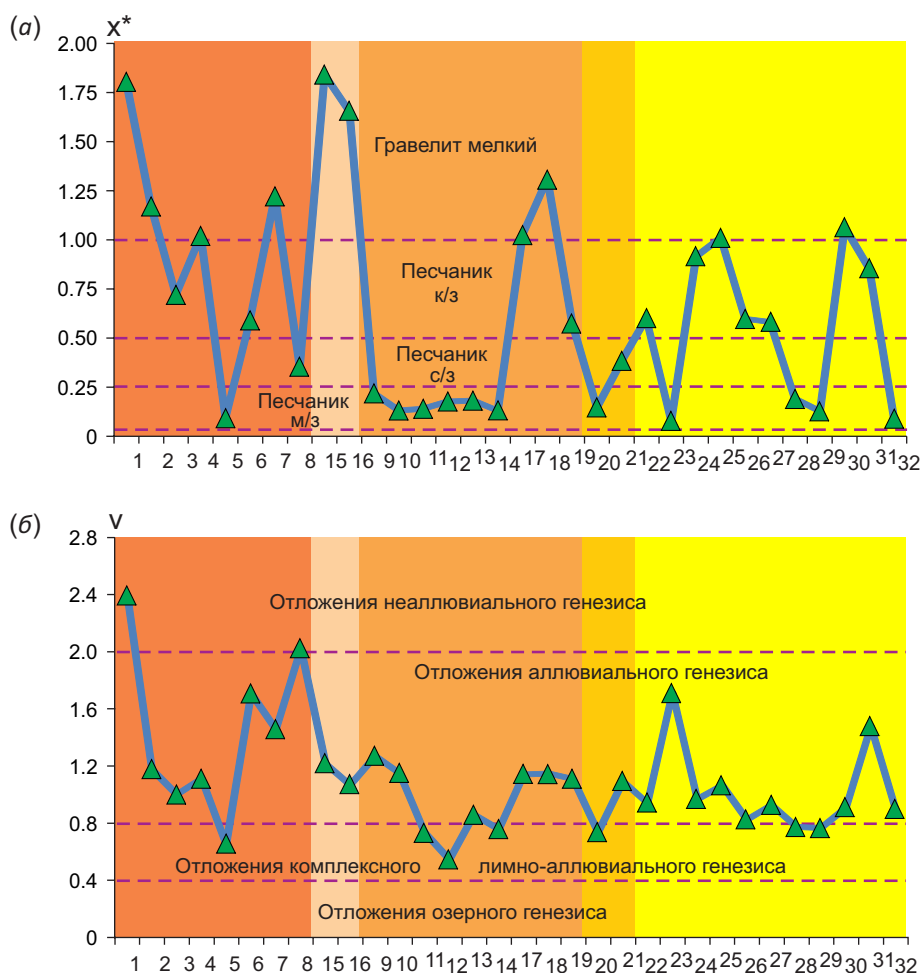 (а)
x*
2.00
1.75
1.50
1.25
1.00
0.75
0.50
0.25
0
Гравелит мелкий
Песчаник
к/з
Песчаник
с/з
Песчаник
м/з
1 2 3 4 5 6 7 8 15 16 9 10 11 12 13 14 17 18 19 20 21 22 23 24 25 26 27 28 29 30 31 32
(б)
v
2.8
2.4
2.0
1.6
1.2
0.8
0.4
0
Отложения неаллювиального генезиса
Отложения аллювиального генезиса
Отложения комплексного лимно-аллювиального генезиса
Отложения озерного генезиса
1 2 3 4 5 6 7 8 15 16 9 10 11 12 13 14 17 18 19 20 21 22 23 24 25 26 27 28 29 30 31 32